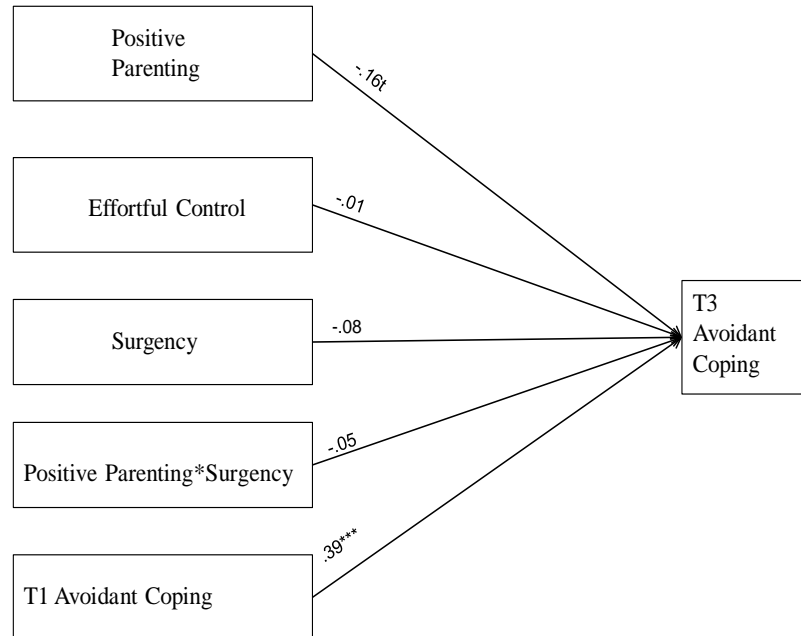 Positive
Parenting
-.16t
Effortful Control
-.01
Surgency
-.08
T3
Avoidant
Coping
Positive Parenting*Surgency
-.05
T1 Avoidant Coping
.39***